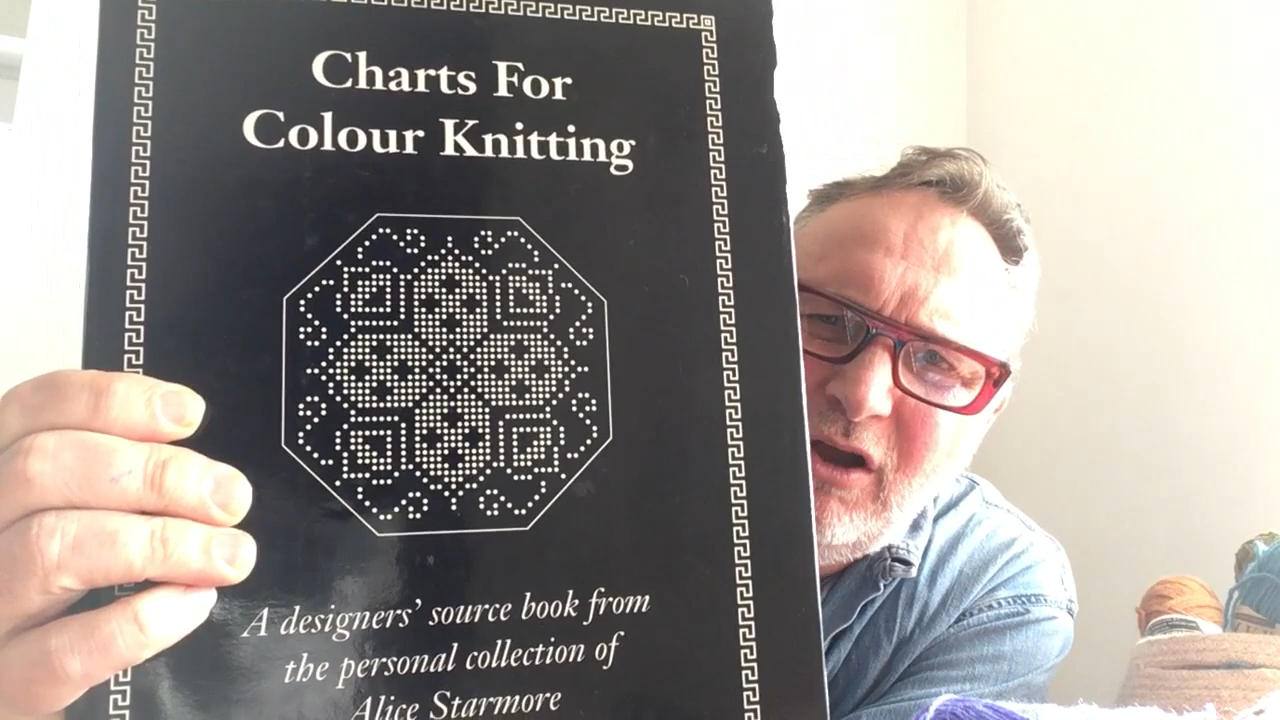 Charts For
Colour Knitting
A designers' source book from
the personal collection of
Alice Starmore